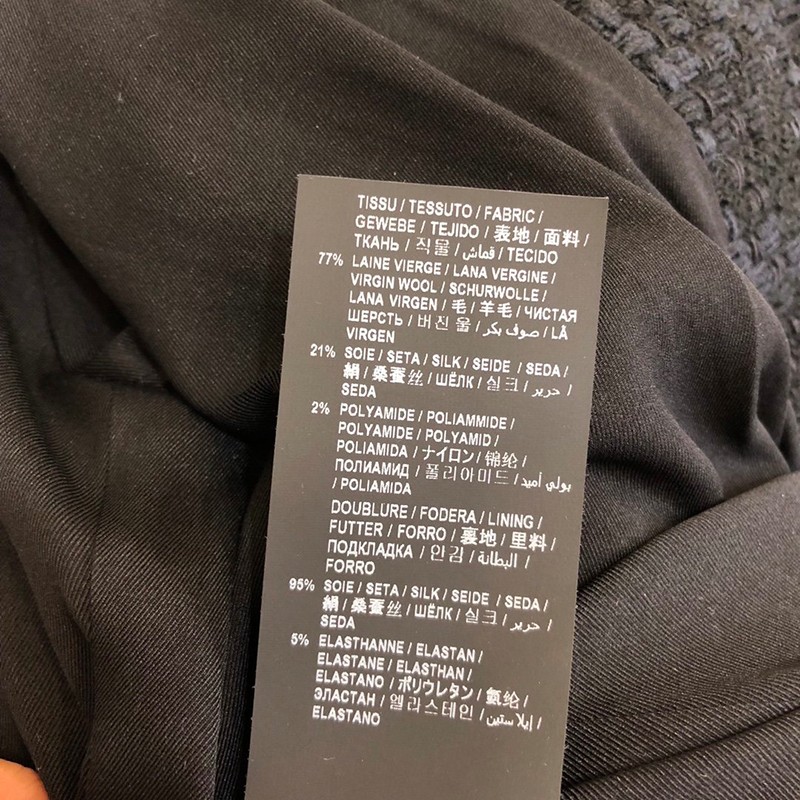 TISSU / TESSUTO / FABRIC /
GEWEBE / TEJIDO / 表地 / 面料 /
ТКАНЬ / 직물 / قماش / TECIDO
77% LAINE VIERGE / LANA VERGINE /
VIRGIN WOOL / SCHURWOLLE /
LANA VIRGEN / 毛 / 羊毛 / ЧИСТАЯ
ШЕРСТЬ / 버진 울 / صوف بكر / LÃ
VIRGEN
21% SOIE / SETA / SILK / SEIDE / SEDA /
絹 / 桑蚕丝 / ШЁЛК / 실크 / حرير /
SEDA
2% POLYAMIDE / POLIAMMIDE /
POLYAMIDE / POLYAMID /
POLIAMIDA / ナイロン / 锦纶 /
ПОЛИАМИД / 폴리아미드 / بولي أميد
/ POLIAMIDA
DOUBLURE / FODERA / LINING /
FUTTER / FORRO / 裏地 / 里料 /
ПОДКЛАДКА / 안감 / البطانة /
FORRO
95% SOIE / SETA / SILK / SEIDE / SEDA /
絹 / 桑蚕丝 / ШЁЛК / 실크 / حرير /
SEDA
5% ELASTHANNE / ELASTAN /
ELASTANE / ELASTHAN /
ELASTANO / ポリウレタン / 氨纶 /
ЭЛАСТАН / 엘라스테인 / إيلاستين /
ELASTANO